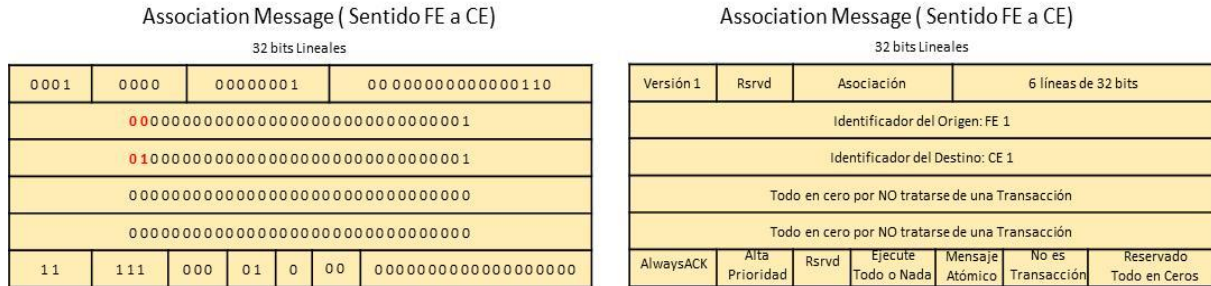 Association Message ( Sentido FE a CE)
32 bits Lineales
0001 0000 00000001 00 00000000000110
00000000000000000000000000000001
01000000000000000000000000000001
00000000000000000000000000000000
00000000000000000000000000000000
11 111 000 01 0 00 0000000000000000000
Association Message ( Sentido FE a CE)
32 bits Lineales
Versión 1 Rsrvd Asociación 6 líneas de 32 bits
Identificador del Origen: FE 1
Identificador del Destino: CE 1
Todo en cero por NO tratarse de una Transacción
Todo en cero por NO tratarse de una Transacción
AlwaysACK Alta Prioridad Rsrvd Ejecute Todo o Nada Mensaje Atómico No es Transacción Reservado Todo en Ceros